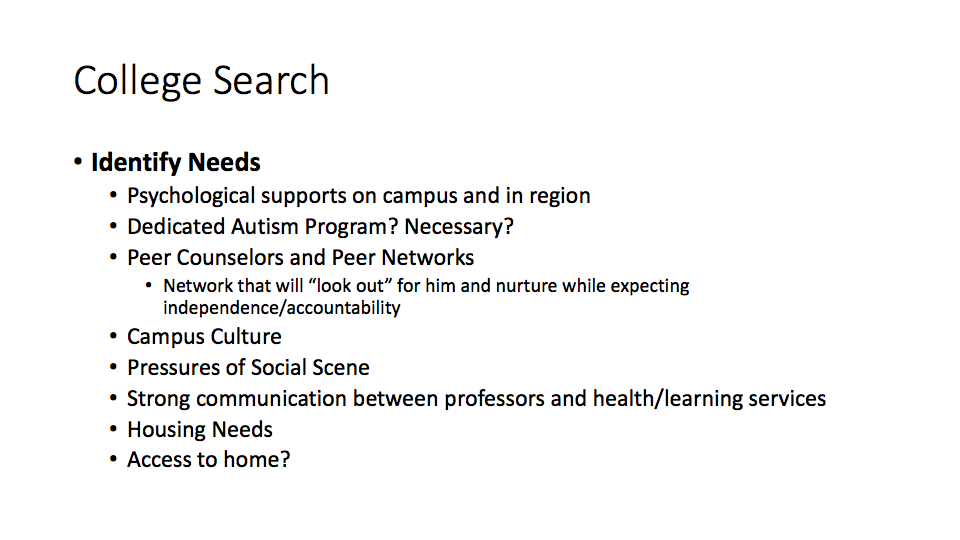 College Search
• Identify Needs
• Psychological supports on campus and in region
• Dedicated Autism Program? Necessary?
• Peer Counselors and Peer Networks
• Network that will “look out” for him and nurture while expecting
independence/accountability
• Campus Culture
• Pressures of Social Scene
• Strong communication between professors and health/learning services
• Housing Needs
• Access to home?